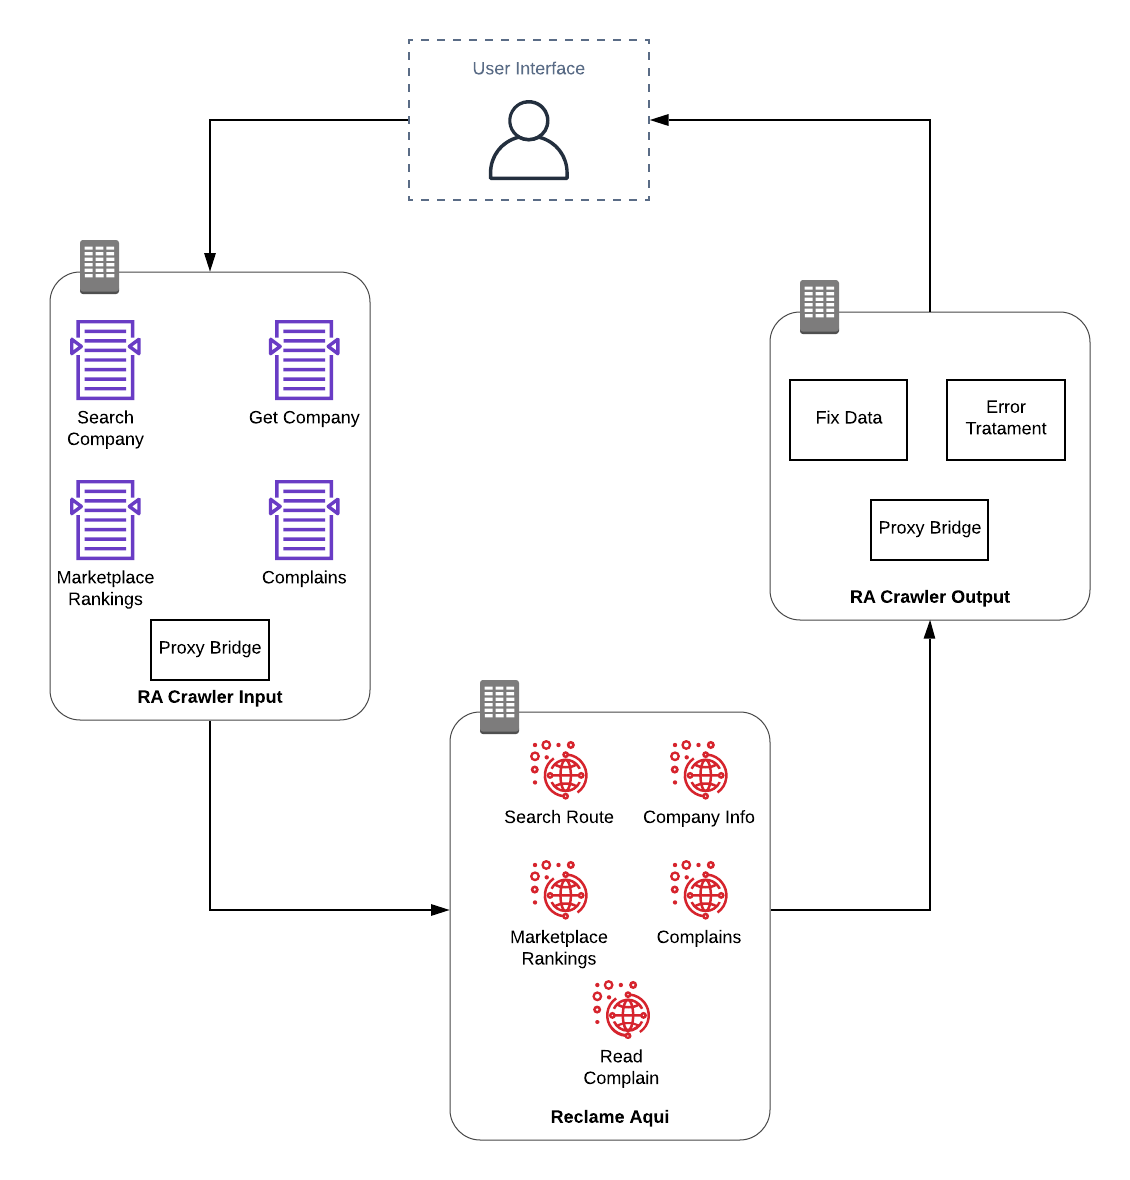 User Interface
Search
Company
Get Company
Marketplace
Rankings
Complains
Proxy Bridge
RA Crawler Input
Fix Data
Error
Tratament
Proxy Bridge
RA Crawler Output
Search Route
Company Info
Marketplace
Rankings
Complains
Read
Complain
Reclame Aqui